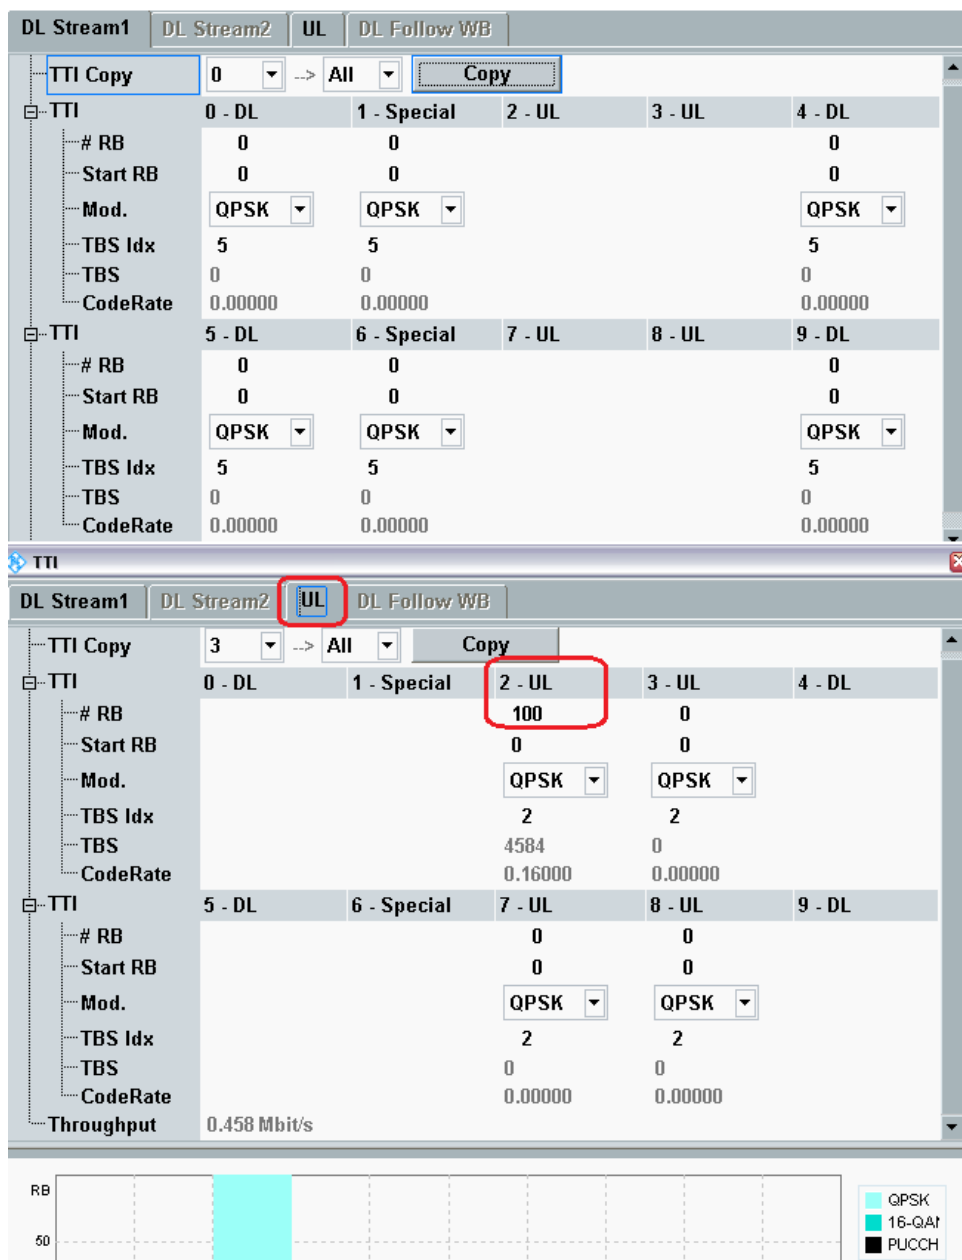 DL Stream1 DL Stream2 UL DL Follow WB
TTI Copy 0 --> All Copy
TTI 0 - DL 1 - Special 2 - UL 3 - UL 4 - DL
# RB 0 0 0
Start RB 0 0 0
Mod. QPSK QPSK QPSK
TBS Idx 5 5 5
TBS 0 0 0
CodeRate 0.00000 0.00000 0.00000
TTI 5 - DL 6 - Special 7 - UL 8 - UL 9 - DL
# RB 0 0 0
Start RB 0 0 0
Mod. QPSK QPSK QPSK
TBS Idx 5 5 5
TBS 0 0 0
CodeRate 0.00000 0.00000 0.00000
TTI
DL Stream1 DL Stream2 UL DL Follow WB
TTI Copy 3 --> All Copy
TTI 0 - DL 1 - Special 2 - UL 3 - UL 4 - DL
# RB 100 0
Start RB 0 0
Mod. QPSK QPSK
TBS Idx 2 2
TBS 4584 0
CodeRate 0.16000 0.00000
TTI 5 - DL 6 - Special 7 - UL 8 - UL 9 - DL
# RB 0 0
Start RB 0 0
Mod. QPSK QPSK
TBS Idx 2 2
TBS 0 0
CodeRate 0.00000 0.00000
Throughput 0.458 Mbit/s
RB QPSK
16-QAM
50 PUCCH